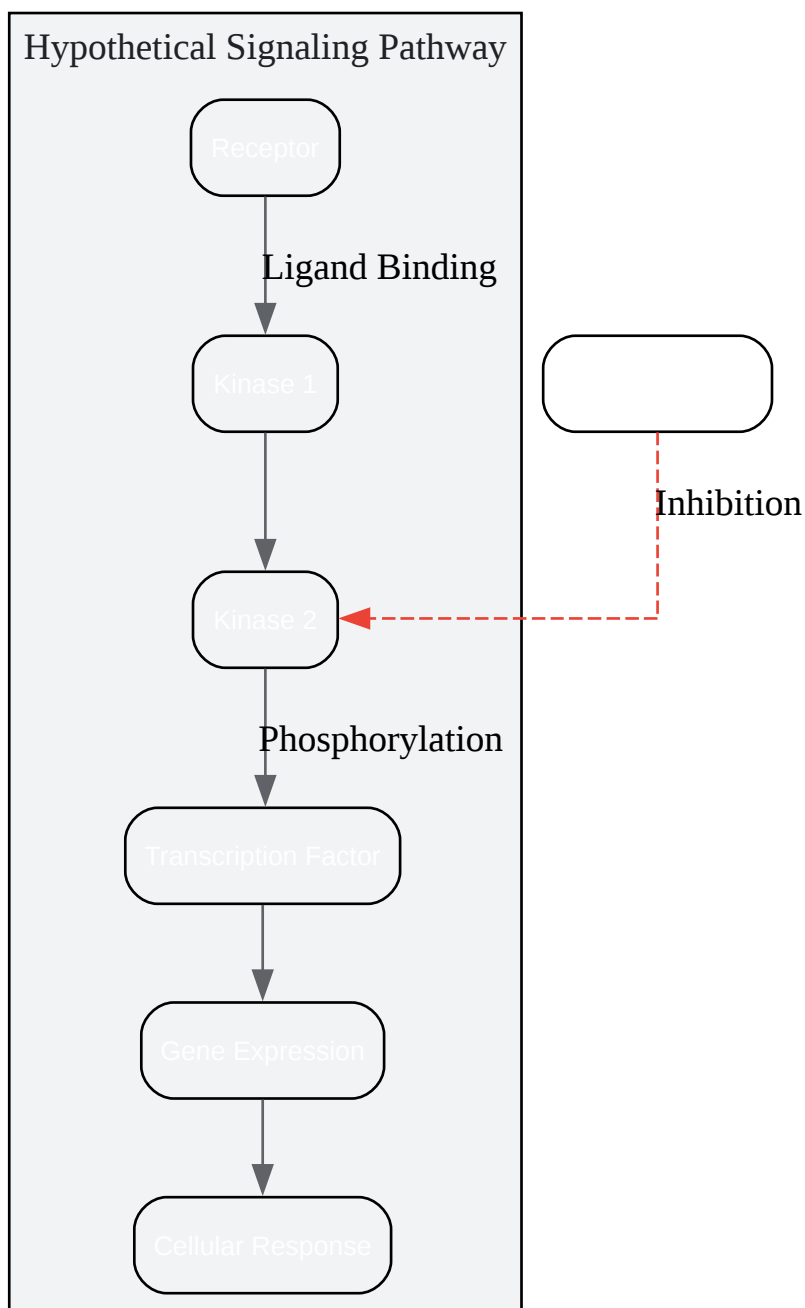 Hypothetical Signaling Pathway
Receptor
Ligand Binding
Kinase 1
Inhibition
Kinase 2
Phosphorylation
Transcription Factor
Gene Expression
Cellular Response